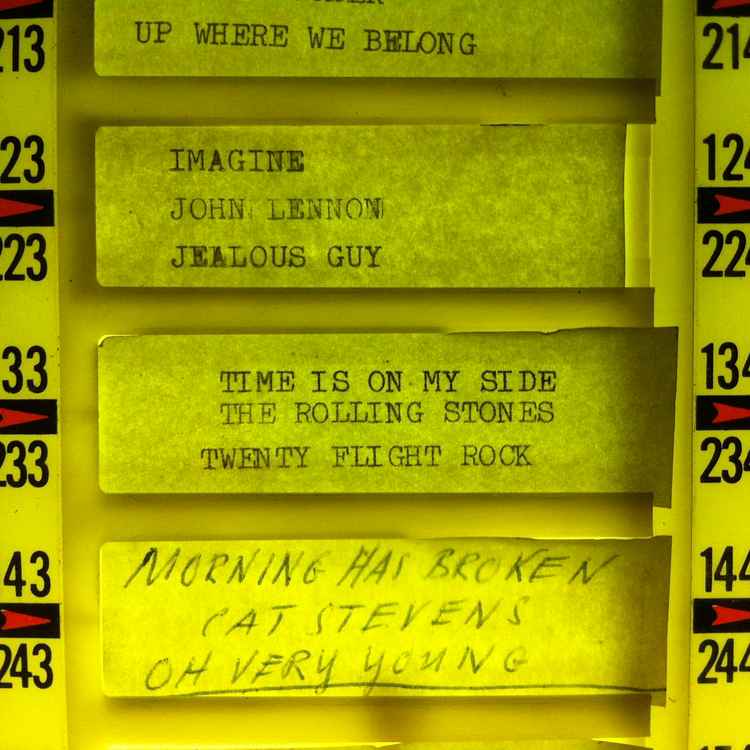 UP WHERE WE BELONG
213
214
IMAGINE
JOHN LENNON
JEALOUS GUY
23
223
124
224
TIME IS ON MY SIDE
THE ROLLING STONES
TWENTY FLIGHT ROCK
33
233
134
234
MORNING HAS BROKEN
CAT STEVENS
OH VERY YOUNG
43
243
144
244